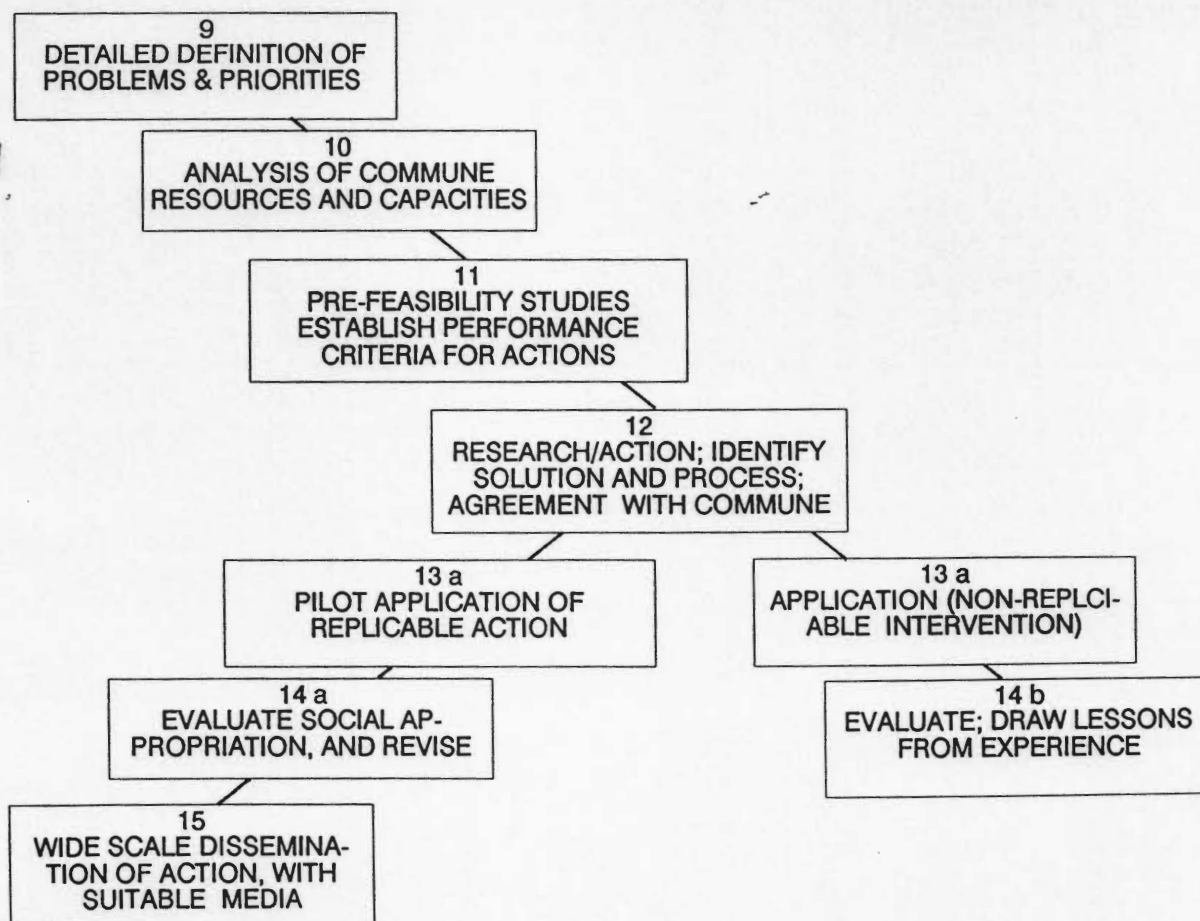 9
DETAILED DEFINITION OF
PROBLEMS & PRIORITIES
10
ANALYSIS OF COMMUNE
RESOURCES AND CAPACITIES
11
PRE-FEASIBILITY STUDIES
ESTABLISH PERFORMANCE
CRITERIA FOR ACTIONS
12
RESEARCH/ACTION; IDENTIFY
SOLUTION AND PROCESS;
AGREEMENT WITH COMMUNE
13 a
PILOT APPLICATION OF
REPLICABLE ACTION
13 a
APPLICATION (NON-REPLCI-
ABLE INTERVENTION)
14 a
EVALUATE SOCIAL AP-
PROPRIATION, AND REVISE
14 b
EVALUATE; DRAW LESSONS
FROM EXPERIENCE
15
WIDE SCALE DISSEMINA-
TION OF ACTION, WITH
SUITABLE MEDIA